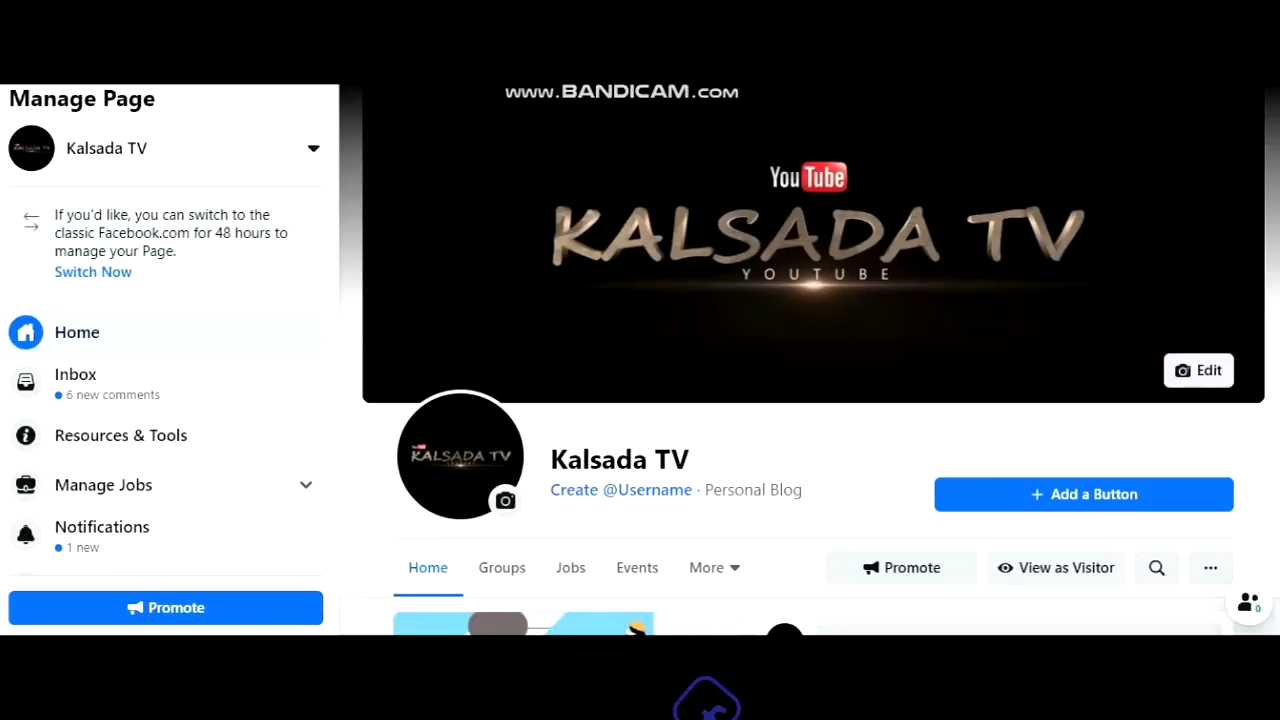 www.BANDICAM.com
Manage Page
Kalsada TV
If you'd like, you can switch to the
classic Facebook.com for 48 hours to
manage your Page.
Switch Now
Home
Inbox
6 new comments
Resources & Tools
Manage Jobs
Notifications
1 new
Promote
YouTube
KALSADA TV
YOUTUBE
Edit
KALSADA TV
Kalsada TV
Create @Username · Personal Blog
+ Add a Button
Home Groups Jobs Events More
Promote View as Visitor
0